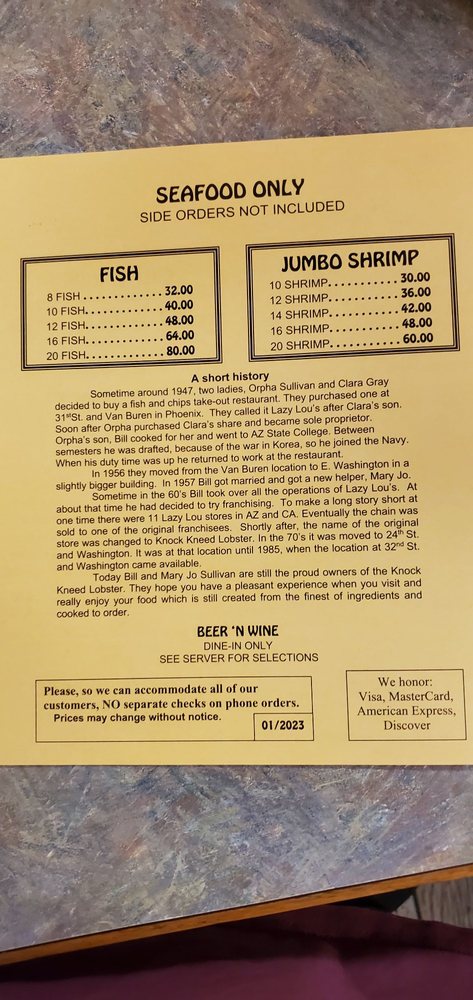 SEAFOOD ONLY
SIDE ORDERS NOT INCLUDED
FISH
8 FISH............ 32.00
10 FISH............ 40.00
12 FISH............ 48.00
16 FISH............ 64.00
20 FISH............ 80.00
JUMBO SHRIMP
10 SHRIMP........... 30.00
12 SHRIMP........... 36.00
14 SHRIMP........... 42.00
16 SHRIMP........... 48.00
20 SHRIMP........... 60.00
A short history
Sometime around 1947, two ladies, Orpha Sullivan and Clara Gray
decided to buy a fish and chips take-out restaurant. They purchased one at
31st St. and Van Buren in Phoenix. They called it Lazy Lou's after Clara's son.
Soon after Orpha purchased Clara's share and became sole proprietor.
Orpha's son, Bill cooked for her and went to AZ State College. Between
semesters he was drafted, because of the war in Korea, so he joined the Navy.
When his duty time was up he returned to work at the restaurant.
In 1956 they moved from the Van Buren location to E. Washington in a
slightly bigger building. In 1957 Bill got married and got a new helper, Mary Jo.
Sometime in the 60's Bill took over all the operations of Lazy Lou's. At
about that time he had decided to try franchising. To make a long story short at
one time there were 11 Lazy Lou stores in AZ and CA. Eventually the chain was
sold to one of the original franchisees. Shortly after, the name of the original
store was changed to Knock Kneed Lobster. In the 70's it was moved to 24th St.
and Washington. It was at that location until 1985, when the location at 32nd St.
and Washington came available.
Today Bill and Mary Jo Sullivan are still the proud owners of the Knock
Kneed Lobster. They hope you have a pleasant experience when you visit and
really enjoy your food which is still created from the finest of ingredients and
cooked to order.
BEER 'N WINE
DINE-IN ONLY
SEE SERVER FOR SELECTIONS
Please, so we can accommodate all of our
customers, NO separate checks on phone orders.
Prices may change without notice.
01/2023
We honor:
Visa, MasterCard,
American Express,
Discover